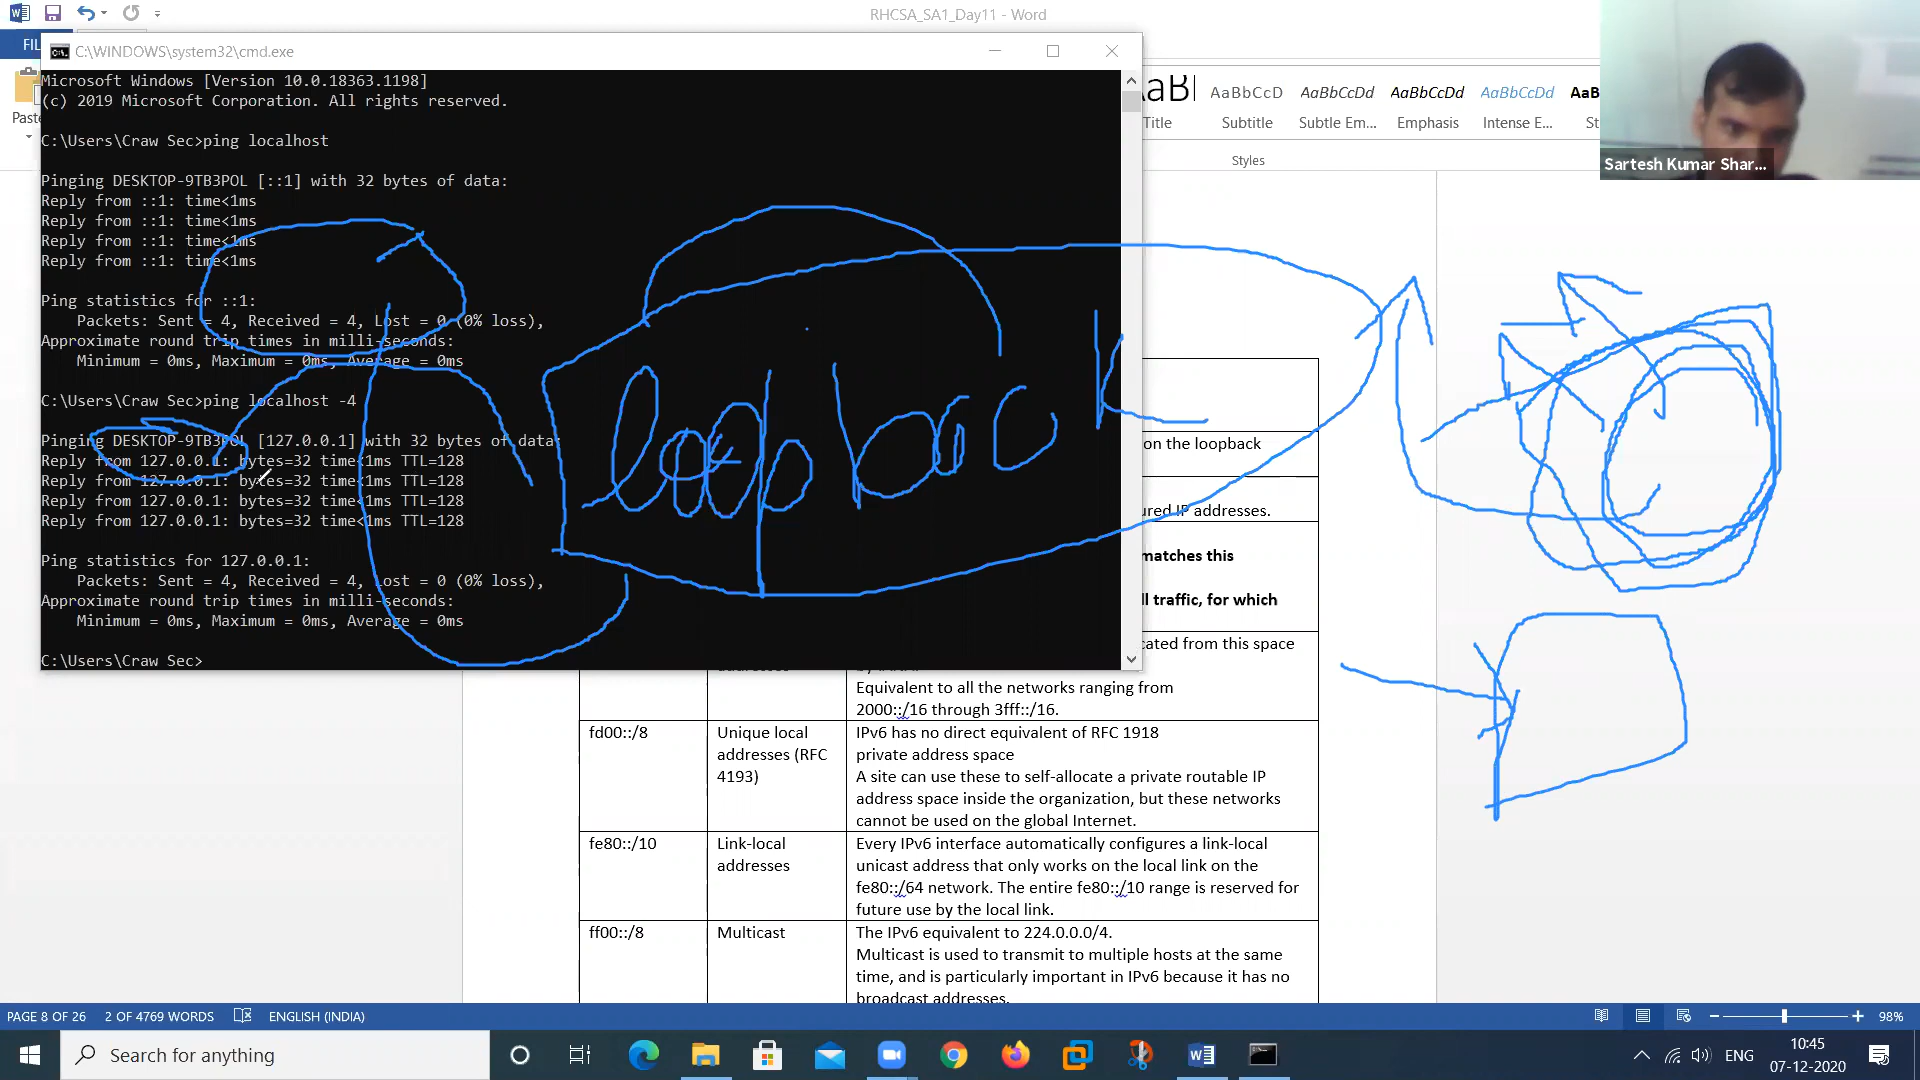 RHCSA_SA1_Day11 - Word
FIL
C:\WINDOWS\system32\cmd.exe
Microsoft Windows [Version 10.0.18363.1198]
(c) 2019 Microsoft Corporation. All rights reserved.
C:\Users\Craw Sec>ping localhost
Pinging DESKTOP-9TB3POL [::1] with 32 bytes of data:
Reply from ::1: time<1ms
Reply from ::1: time<1ms
Reply from ::1: time<1ms
Reply from ::1: time<1ms
Ping statistics for ::1:
Packets: Sent = 4, Received = 4, Lost = 0 (0% loss),
Approximate round trip times in milli-seconds:
Minimum = 0ms, Maximum = 0ms, Average = 0ms
C:\Users\Craw Sec>ping localhost -4
Pinging DESKTOP-9TB3POL [127.0.0.1] with 32 bytes of data:
Reply from 127.0.0.1: bytes=32 time<1ms TTL=128
Reply from 127.0.0.1: bytes=32 time<1ms TTL=128
Reply from 127.0.0.1: bytes=32 time<1ms TTL=128
Reply from 127.0.0.1: bytes=32 time<1ms TTL=128
Ping statistics for 127.0.0.1:
Packets: Sent = 4, Received = 4, Lost = 0 (0% loss),
Approximate round trip times in milli-seconds:
Minimum = 0ms, Maximum = 0ms, Average = 0ms
C:\Users\Craw Sec>
loopback
Paste
AaB AaBbCcD AaBbCcDd AaBbCcDd AaBbCcDd AaB
Title Subtitle Subtle Em... Emphasis Intense E... St
Styles
Sartesh Kumar Shar...
on the loopback
ured IP addresses.
matches this
ll traffic, for which
cated from this space
Equivalent to all the networks ranging from
2000::/16 through 3fff::/16.
fd00::/8 Unique local addresses (RFC 4193) IPv6 has no direct equivalent of RFC 1918
private address space
A site can use these to self-allocate a private routable IP
address space inside the organization, but these networks
cannot be used on the global Internet.
fe80::/10 Link-local addresses Every IPv6 interface automatically configures a link-local
unicast address that only works on the local link on the
fe80::/64 network. The entire fe80::/10 range is reserved for
future use by the local link.
ff00::/8 Multicast The IPv6 equivalent to 224.0.0.0/4.
Multicast is used to transmit to multiple hosts at the same
time, and is particularly important in IPv6 because it has no
broadcast addresses.
PAGE 8 OF 26 2 OF 4769 WORDS ENGLISH (INDIA) 98%
Search for anything
ENG
10:45
07-12-2020